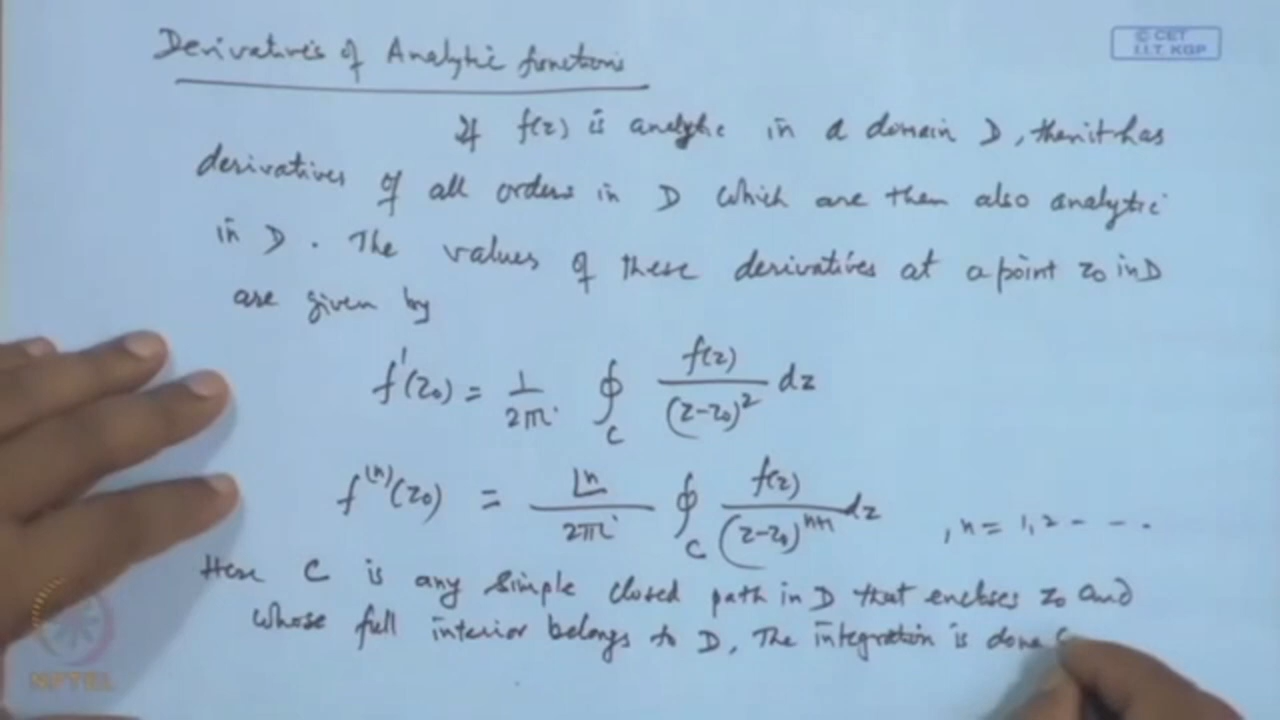 © CET
I.I.T. KGP
Derivatives of Analytic functions
If f(z) is analytic in a domain D, then it has
derivatives of all orders in D which are then also analytic
in D. The values of these derivatives at a point z₀ in D
are given by
f'(z₀) = 1/2πi ∮_C f(z)/(z-z₀)² dz
f⁽ⁿ⁾(z₀) = ∟n/2πi ∮_C f(z)/(z-z₀)ⁿ⁺¹ dz , n = 1, 2 - - - .
Here C is any simple closed path in D that encloses z₀ and
whose full interior belongs to D. The integration is done
NPTEL